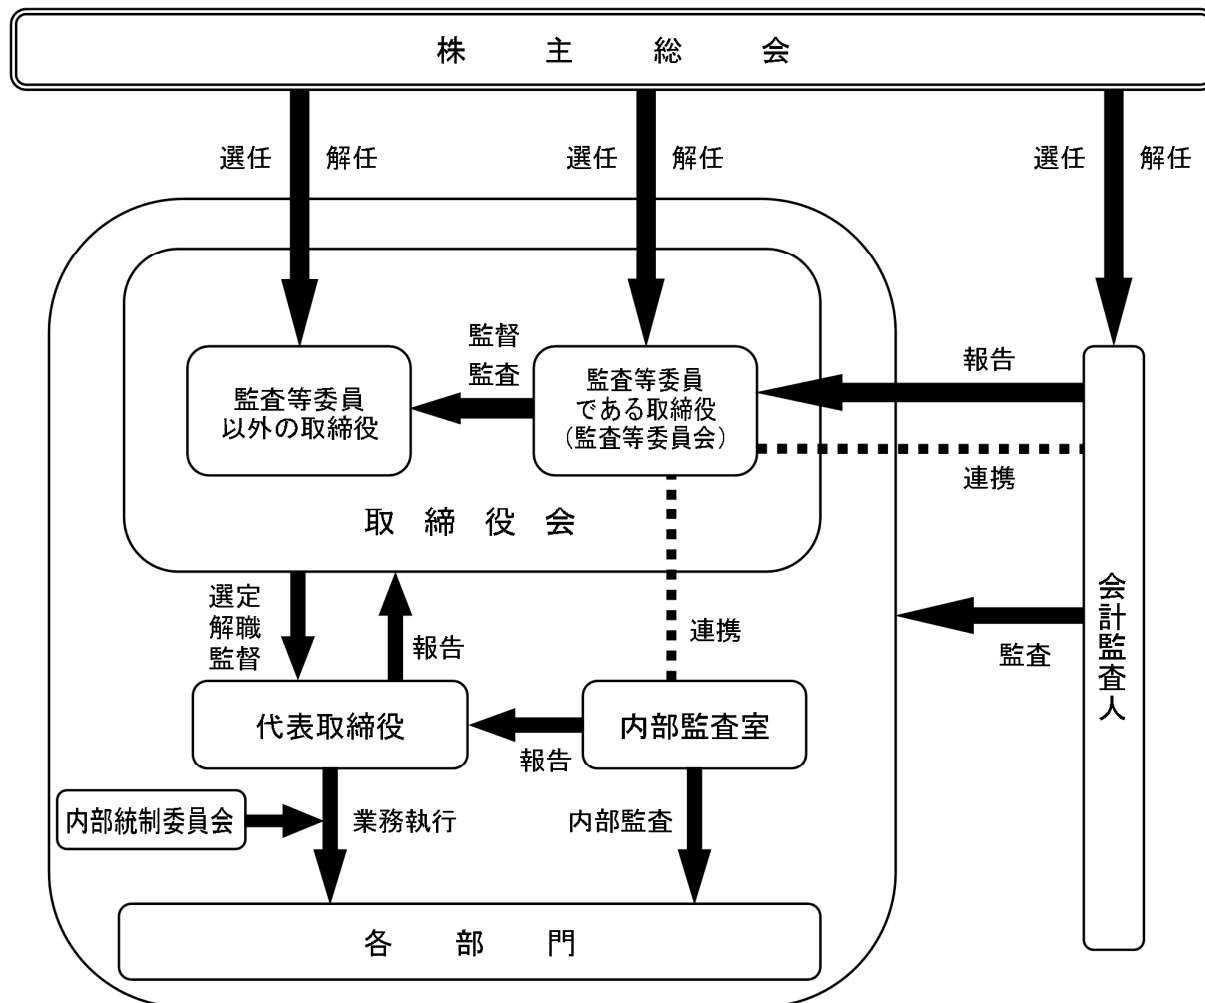 株主総会
選任 解任
選任 解任
選任 解任
監督
監査
監査等委員
以外の取締役
監査等委員
である取締役
（監査等委員会）
報告
連携
取締役会
選定
解職
監督
報告
連携
監査
会計監査人
代表取締役
報告
内部監査室
内部統制委員会
業務執行
内部監査
各部門